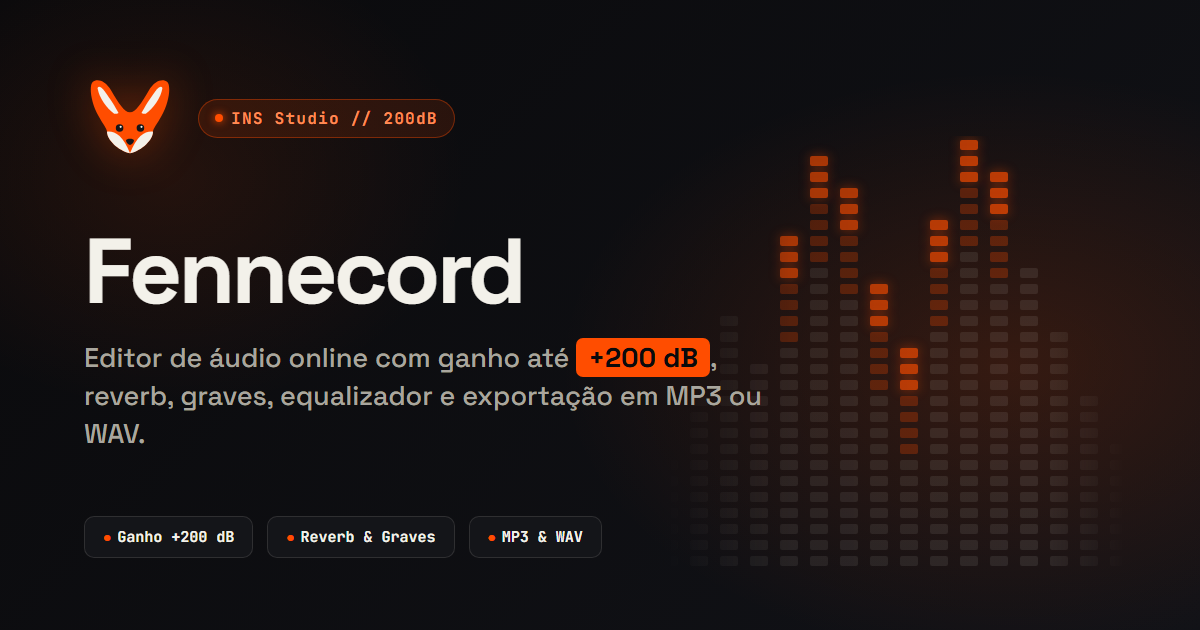 INS Studio // 200dB
Fennecord
Editor de áudio online com ganho até +200 dB,
reverb, graves, equalizador e exportação em MP3 ou
WAV.
Ganho +200 dB
Reverb & Graves
MP3 & WAV